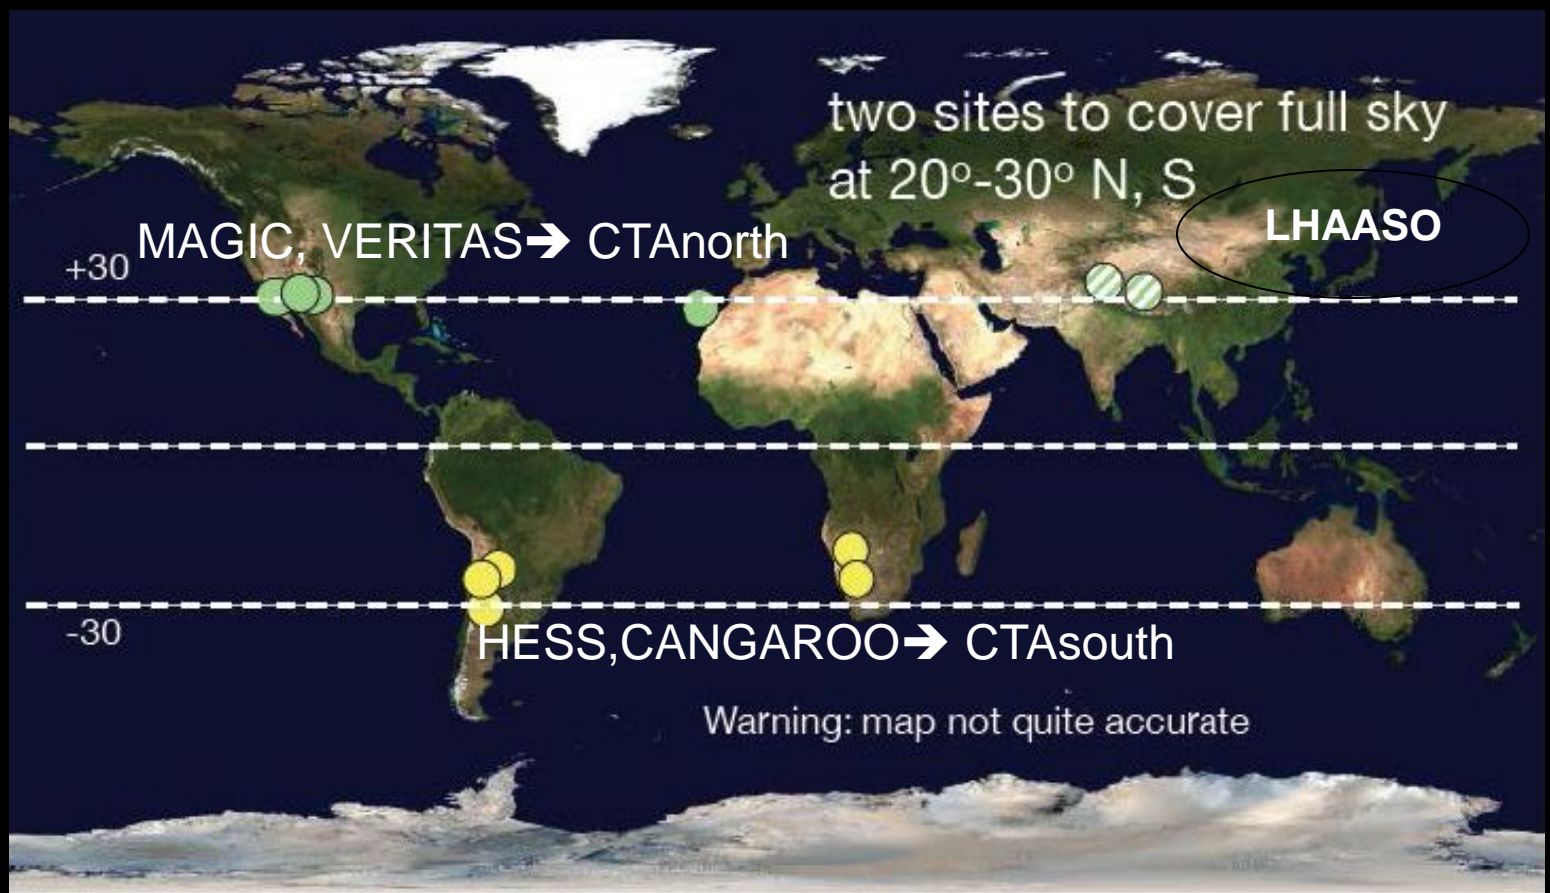 two sites to cover full sky
at 20º-30º N, S
LHAASO
MAGIC, VERITAS➔ CTAnorth
+30
-30
HESS,CANGAROO➔ CTAsouth
Warning: map not quite accurate